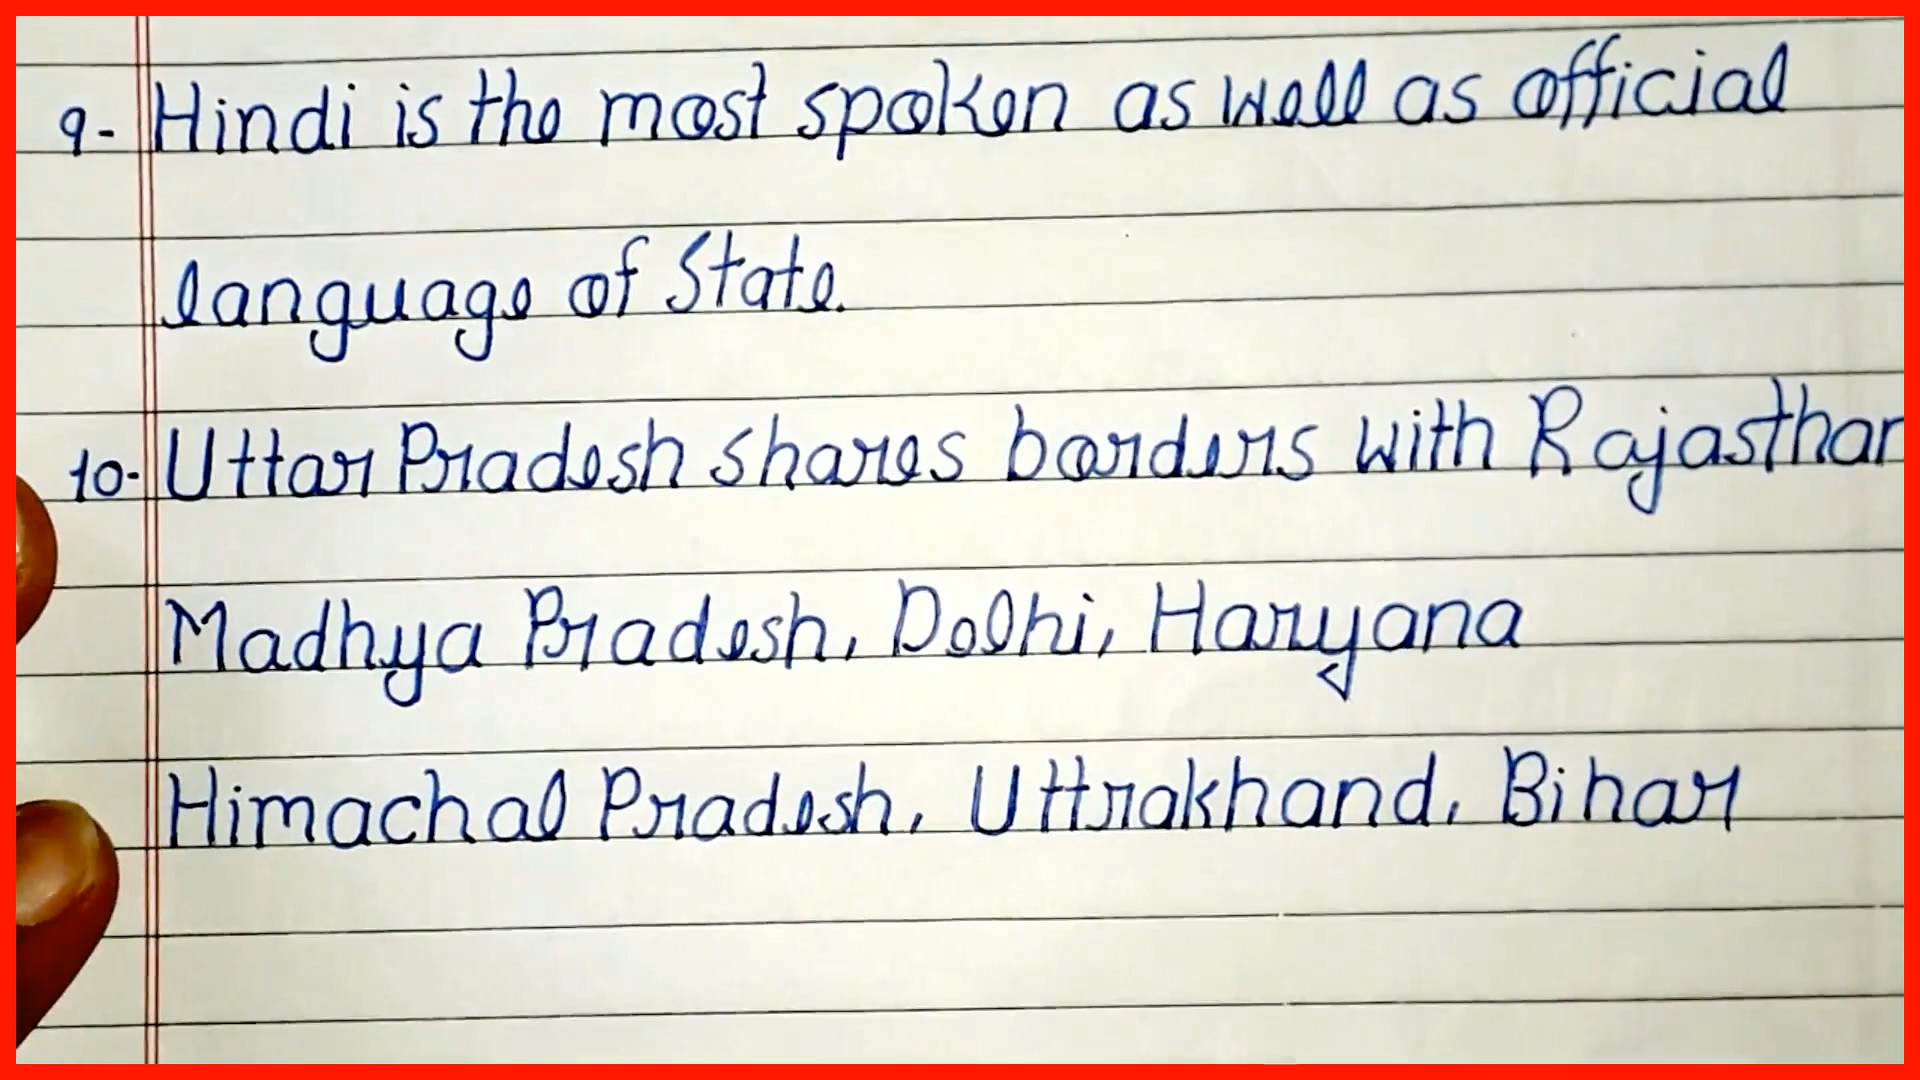 9- Hindi is the most spoken as well as official
language of State.
10- Uttar Pradesh shares borders with Rajasthan
Madhya Pradesh, Delhi, Haryana
Himachal Pradesh, Uttrakhand, Bihar